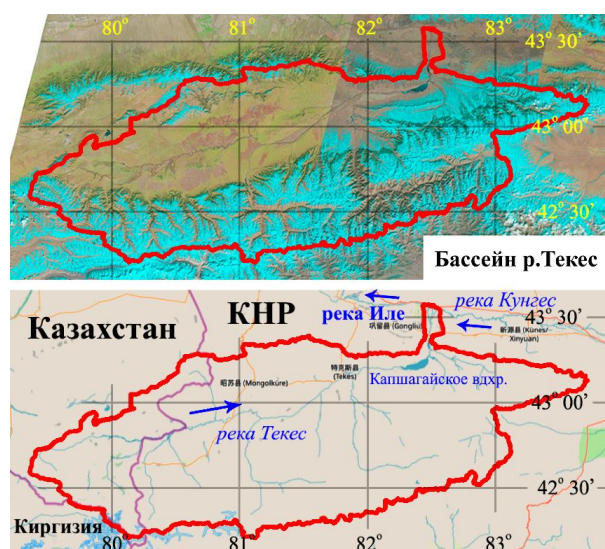 80° 81° 82° 83°
43° 30'
43° 00'
42° 30'
Бассейн р.Текес
Казахстан КНР река Иле река Кунгес
43° 30'
巩留县 (Gongliu) 新源县 (Künes/
Xinyuan)
特克斯县
(Tekes) Капшагайское вдхр.
昭苏县 (Mongolküre)
43° 00'
река Текес
42° 30'
Киргизия
80° 81° 82° 83°